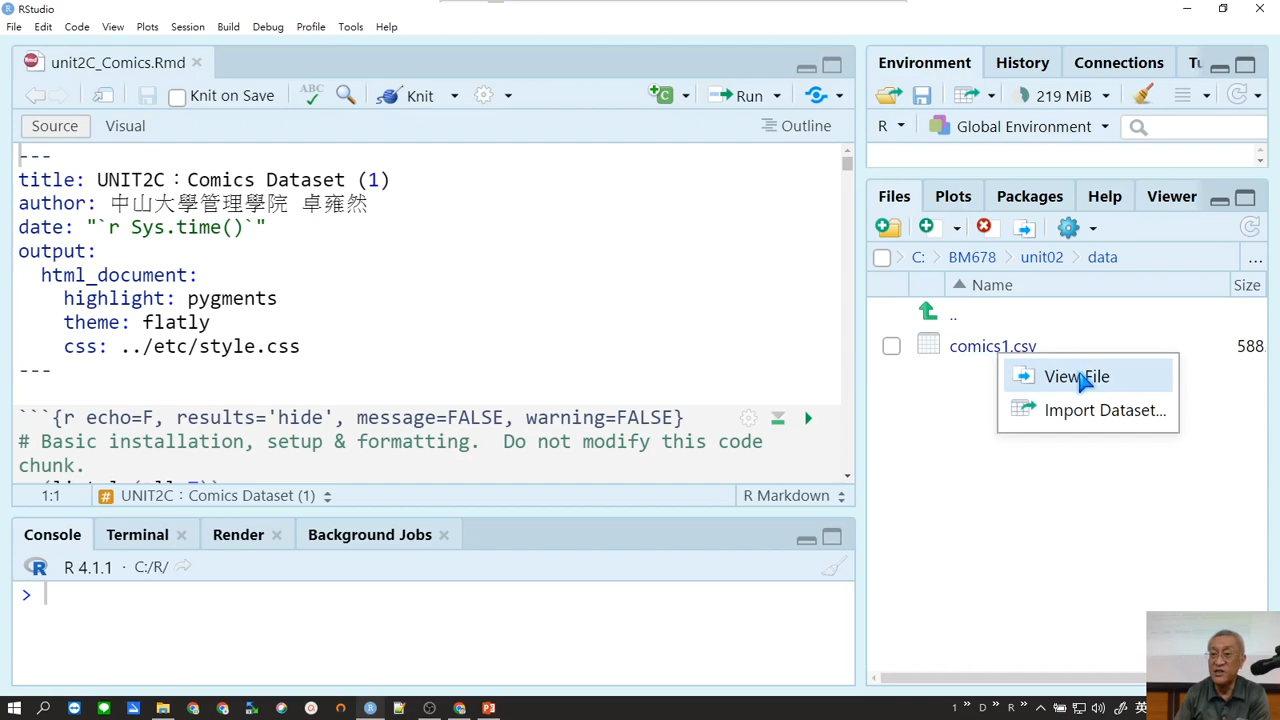 RStudio
File Edit Code View Plots Session Build Debug Profile Tools Help
unit2C_Comics.Rmd
Knit on Save ABC Knit Run
Source Visual Outline
---
title: UNIT2C：Comics Dataset (1)
author: 中山大學管理學院 卓雍然
date: "`r Sys.time()`"
output:
html_document:
highlight: pygments
theme: flatly
css: ../etc/style.css
---
```{r echo=F, results='hide', message=FALSE, warning=FALSE}
# Basic installation, setup & formatting. Do not modify this code
chunk.
1:1 # UNIT2C：Comics Dataset (1) R Markdown
Console Terminal Render Background Jobs
R R 4.1.1 · C:/R/
>
Environment History Connections Tu
219 MiB
R Global Environment
Files Plots Packages Help Viewer
C: BM678 unit02 data ...
Name Size
..
comics1.csv 588
View File
Import Dataset...
1 » D » R » 英